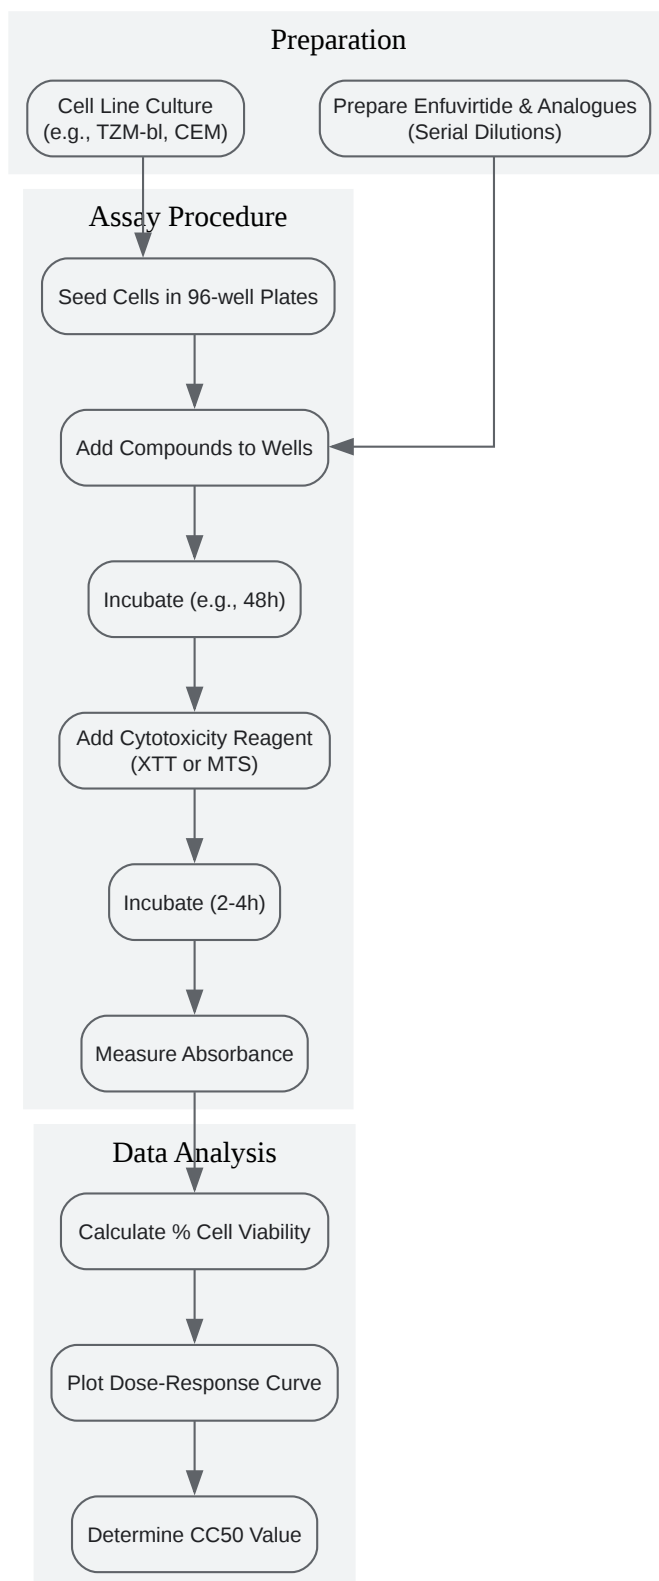 Preparation
Cell Line Culture
(e.g., TZM-bl, CEM)
Prepare Enfuvirtide & Analogues
(Serial Dilutions)
Assay Procedure
Seed Cells in 96-well Plates
Add Compounds to Wells
Incubate (e.g., 48h)
Add Cytotoxicity Reagent
(XTT or MTS)
Incubate (2-4h)
Measure Absorbance
Data Analysis
Calculate % Cell Viability
Plot Dose-Response Curve
Determine CC50 Value